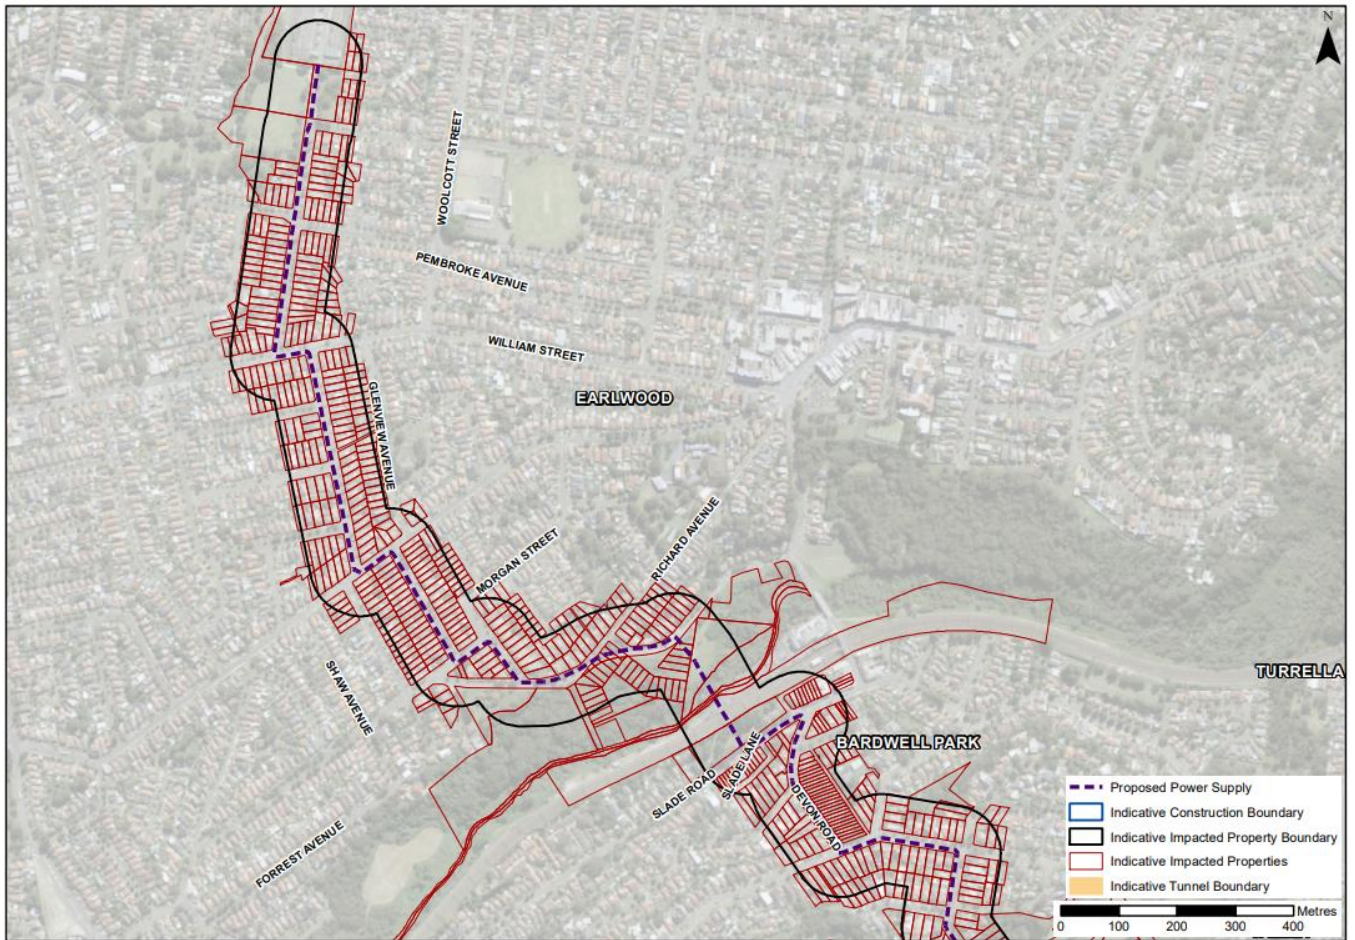 N
WOOLCOTT STREET
PEMBROKE AVENUE
WILLIAM STREET
EARLWOOD
GLENVIEW AVENUE
RICHARD AVENUE
MORGAN STREET
SHAW AVENUE
TURRELLA
BARDWELL PARK
SLADE LANE
SLADE ROAD
DEVON ROAD
FORREST AVENUE
Proposed Power Supply
Indicative Construction Boundary
Indicative Impacted Property Boundary
Indicative Impacted Properties
Indicative Tunnel Boundary
Metres
0 100 200 300 400